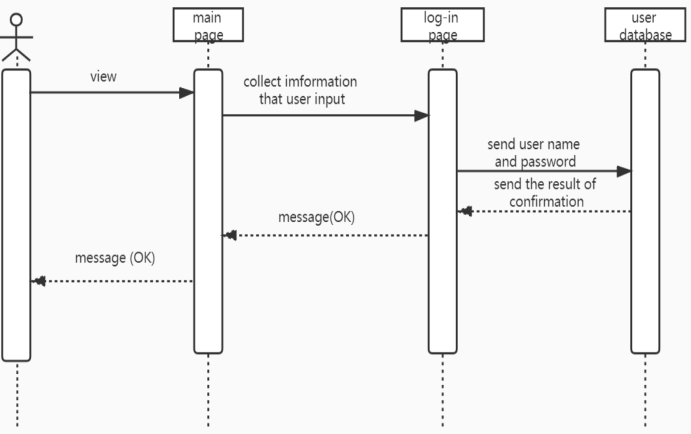 main
page
log-in
page
user
database
view
collect imformation
that user input
send user name
and password
send the result of
confirmation
message(OK)
message (OK)